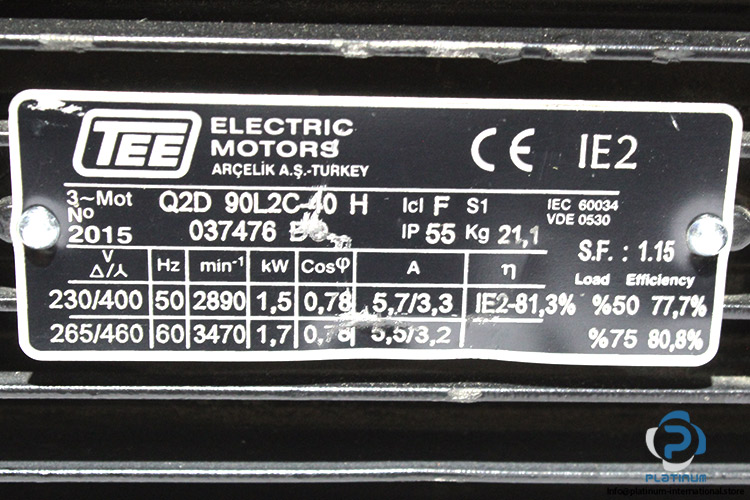 TEE ELECTRIC MOTORS
ARÇELİK A.Ş.-TURKEY
CE IE2
3~Mot Q2D 90L2C-40 H Icl F S1 IEC 60034
VDE 0530
No 2015 037476 IP 55 Kg 21,1 S.F. : 1.15
V Δ/⅄ Hz min-1 kW Cosφ A η Load Efficiency
230/400 50 2890 1,5 0,78 5,7/3,3 IE2-81,3% %50 77,7%
265/460 60 3470 1,7 0,78 5,5/3,2 %75 80,8%
PLATINUM
info@platinum-international.store